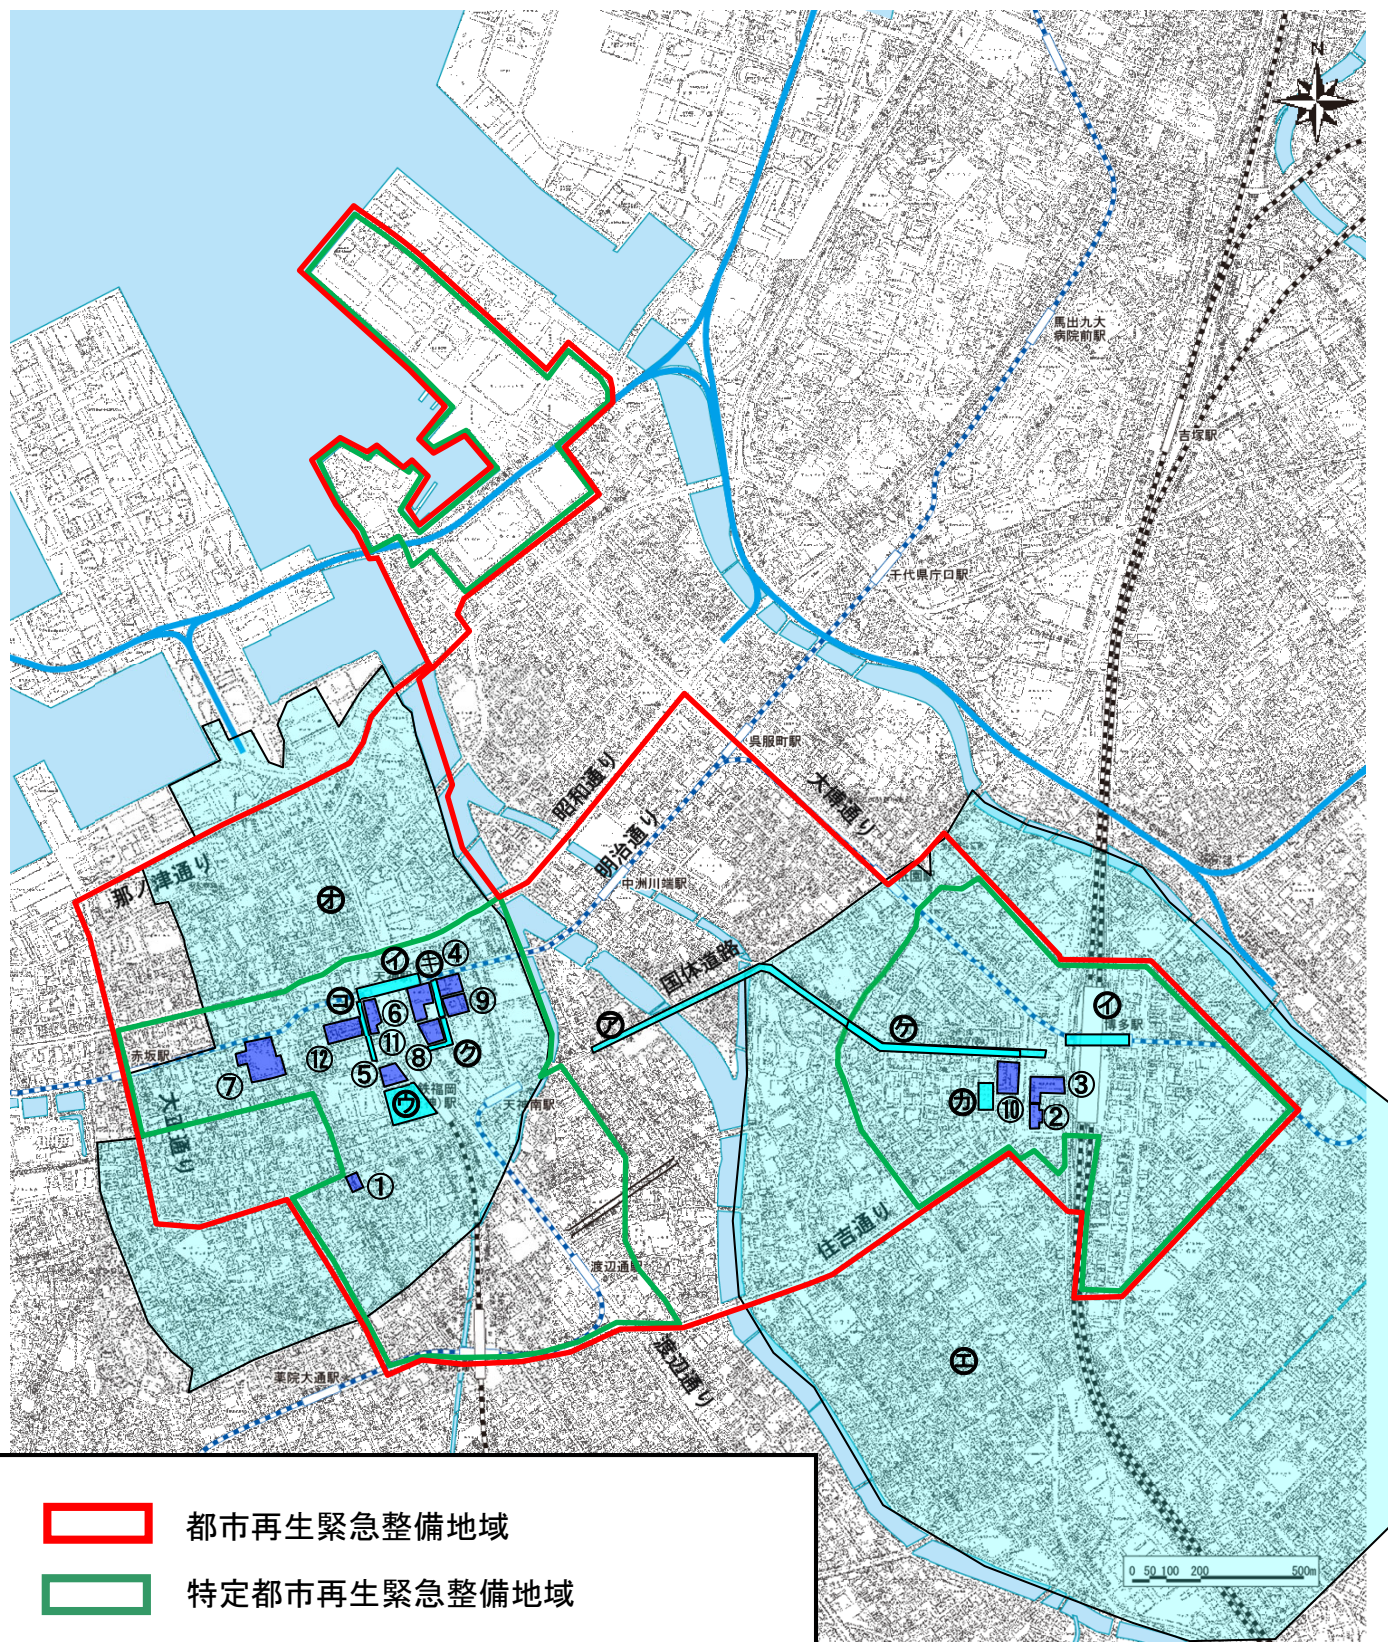 N
馬出九大
病院前駅
吉塚駅
千代県庁口駅
呉服町駅
昭和通り
大博通り
明治通り
中洲川端駅
那ノ津通り
祇園駅
国体道路
オ
イ
キ
④
コ
⑥
⑨
⑪
⑫
⑧
ク
⑤
⑦
赤坂駅
ウ
天神南駅
ア
ケ
イ
博多駅
カ
⑩
③
②
大正通り
①
住吉通り
渡辺通駅
エ
渡辺通り
薬院駅
薬院大通駅
0 50 100 200 500m
都市再生緊急整備地域
特定都市再生緊急整備地域